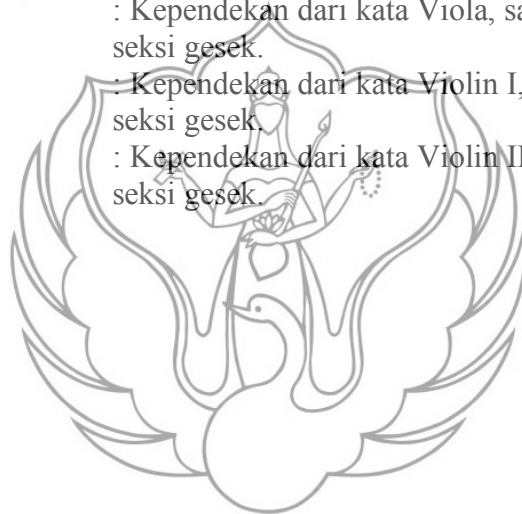 : Kependekan dari kata Viola, sa
seksi gesek.
: Kependekan dari kata Violin I,
seksi gesek.
: Kependekan dari kata Violin II
seksi gesek.